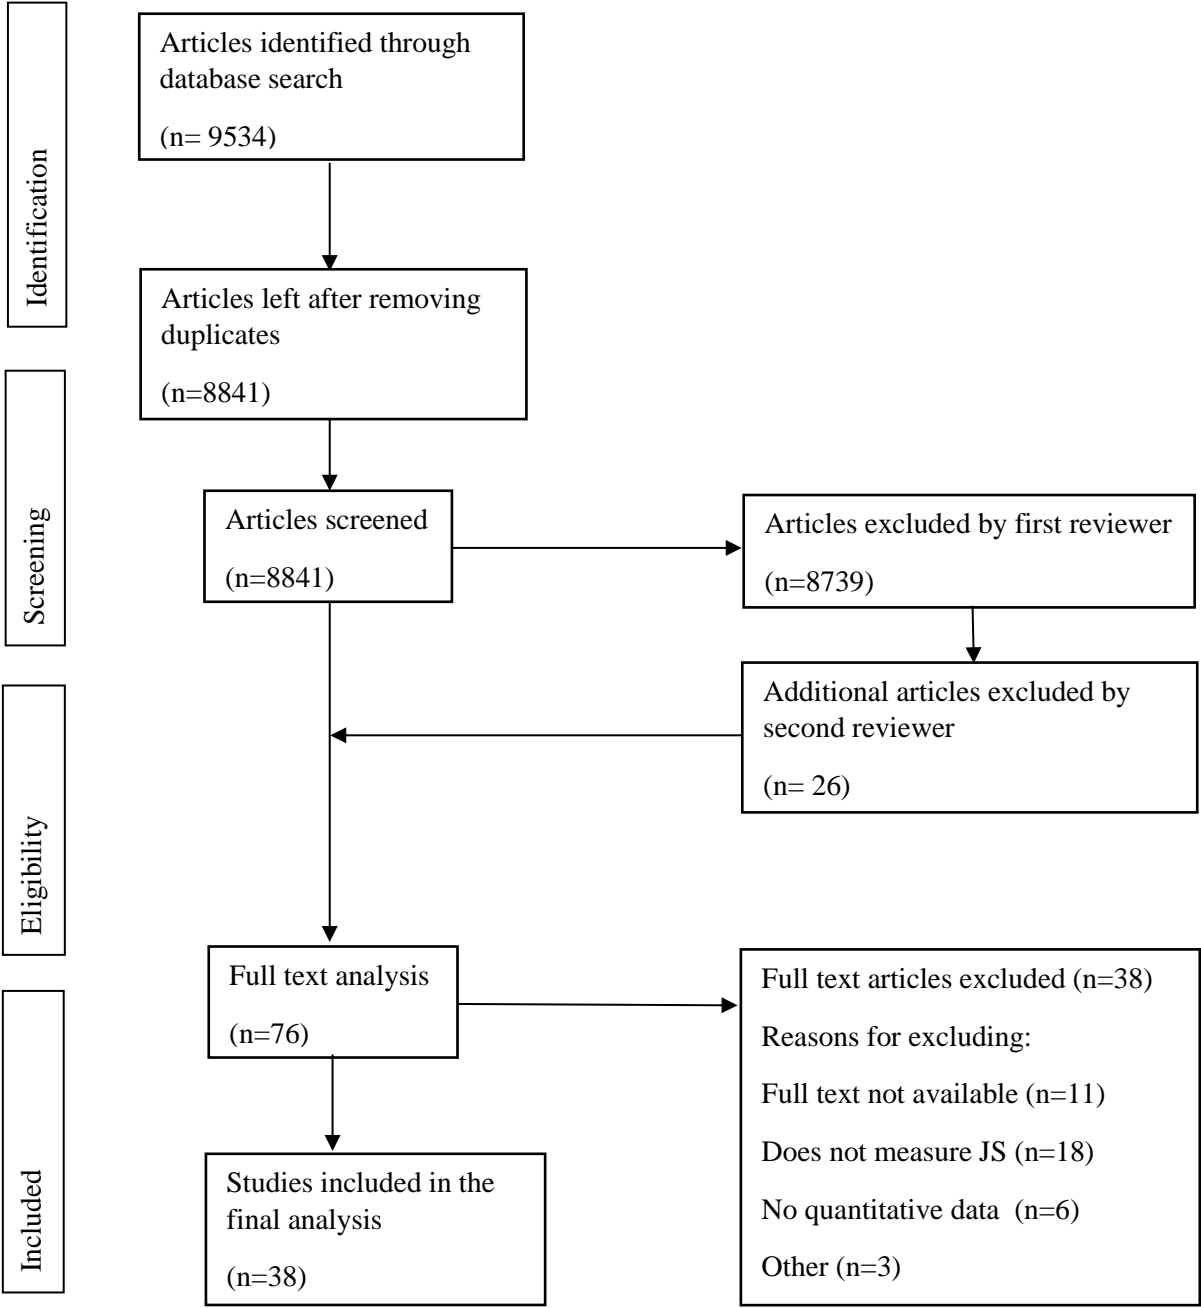 Identification
Articles identified through
database search
(n= 9534)
Articles left after removing
duplicates
(n=8841)
Screening
Articles screened
(n=8841)
Articles excluded by first reviewer
(n=8739)
Additional articles excluded by
second reviewer
(n= 26)
Eligibility
Full text analysis
(n=76)
Full text articles excluded (n=38)
Reasons for excluding:
Full text not available (n=11)
Does not measure JS (n=18)
No quantitative data  (n=6)
Other (n=3)
Included
Studies included in the
final analysis
(n=38)